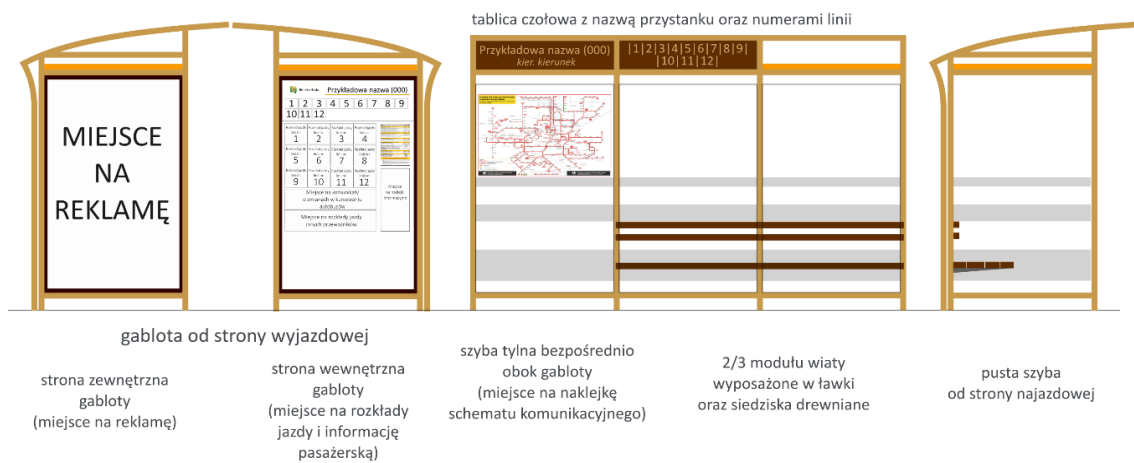 tablica czołowa z nazwą przystanku oraz numerami linii
MIEJSCE
NA
REKLAMĘ
Przykładowa nazwa (000)
1 2 3 4 5 6 7 8 9
10 11 12
1 2 3 4
5 6 7 8
9 10 11 12
Miejsce na komunikaty
o zmianach w kursowaniu
autobusów
Miejsce na rozkłady jazdy
innych przewoźników
Miejsce
na naklejki
informacyjne
Przykładowa nazwa (000)
kier. kierunek
|1|2|3|4|5|6|7|8|9|
|10|11|12|
gablota od strony wyjazdowej
strona zewnętrzna
gabloty
(miejsce na reklamę)
strona wewnętrzna
gabloty
(miejsce na rozkłady
jazdy i informację
pasażerską)
szyba tylna bezpośrednio
obok gabloty
(miejsce na naklejkę
schematu komunikacyjnego)
2/3 modułu wiaty
wyposażone w ławki
oraz siedziska drewniane
pusta szyba
od strony najazdowej